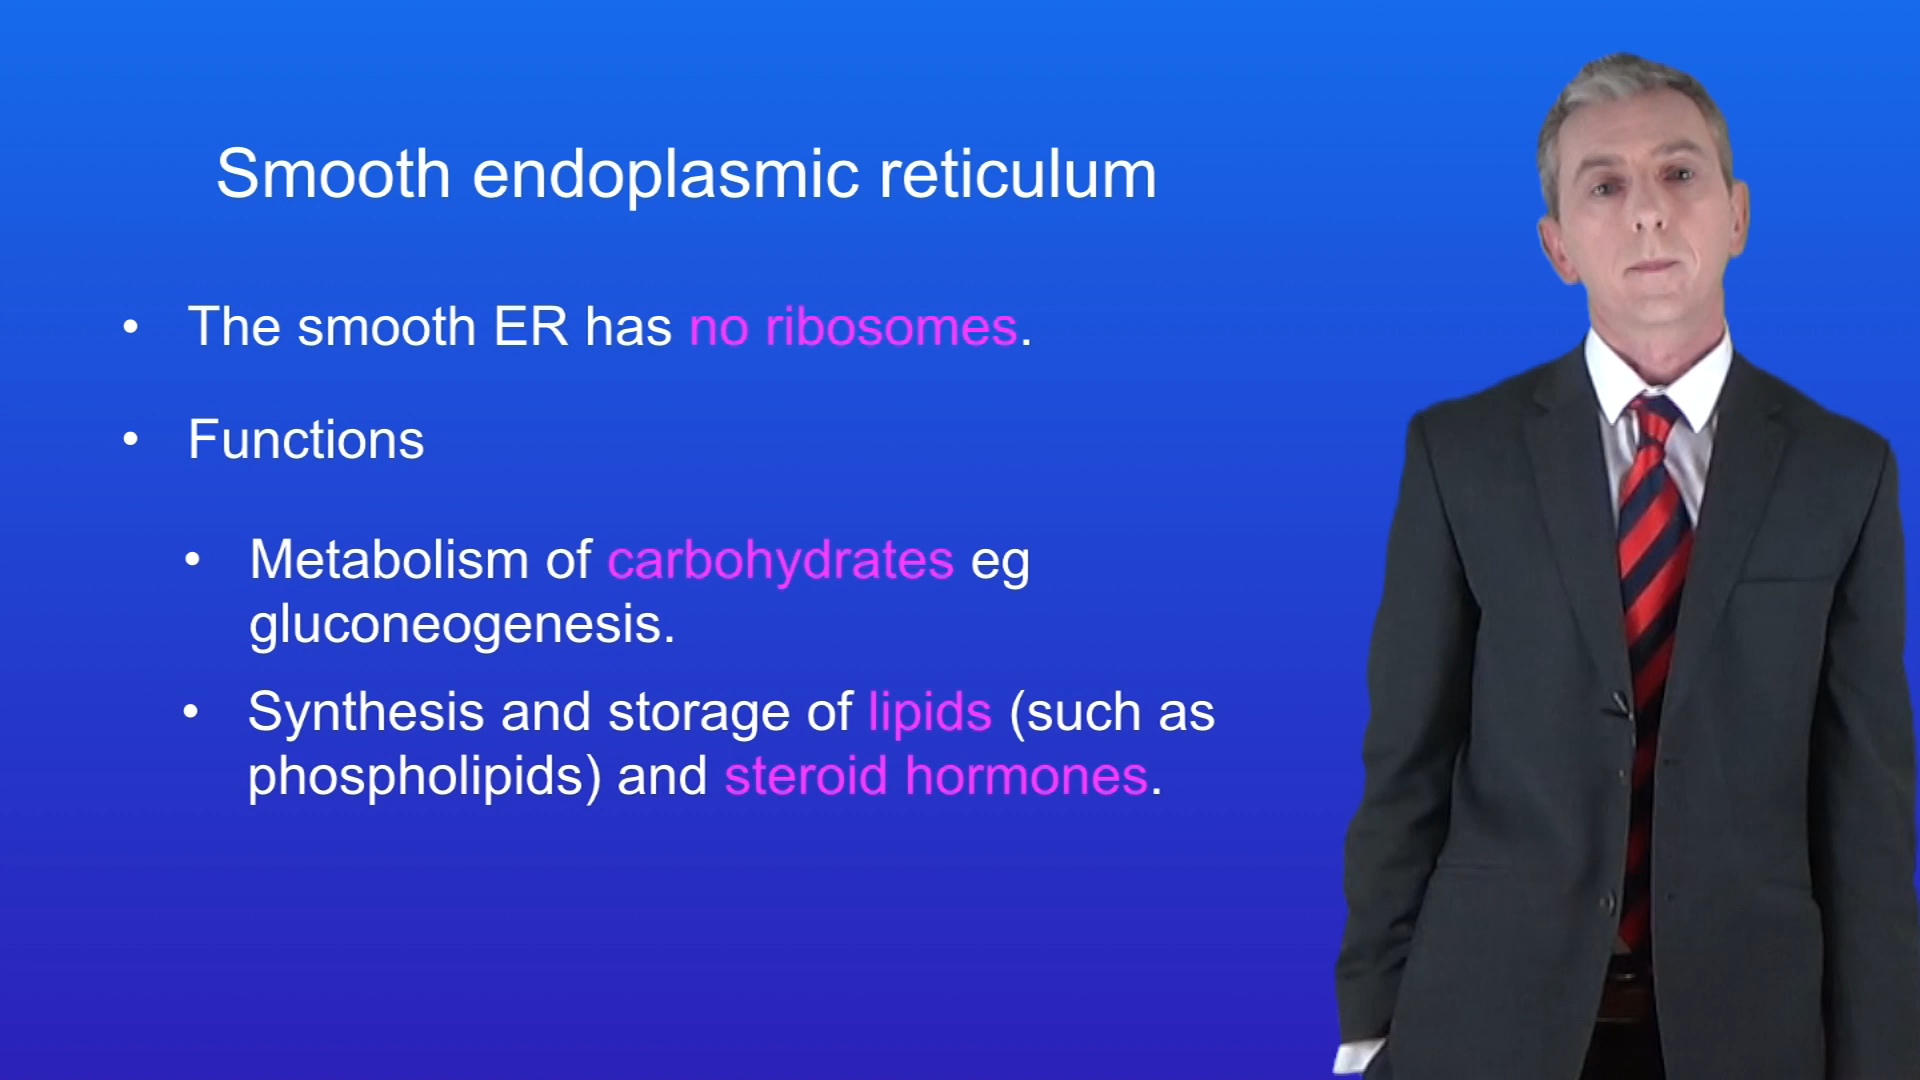 Smooth endoplasmic reticulum
• The smooth ER has no ribosomes.
• Functions
• Metabolism of carbohydrates eg
gluconeogenesis.
• Synthesis and storage of lipids (such as
phospholipids) and steroid hormones.